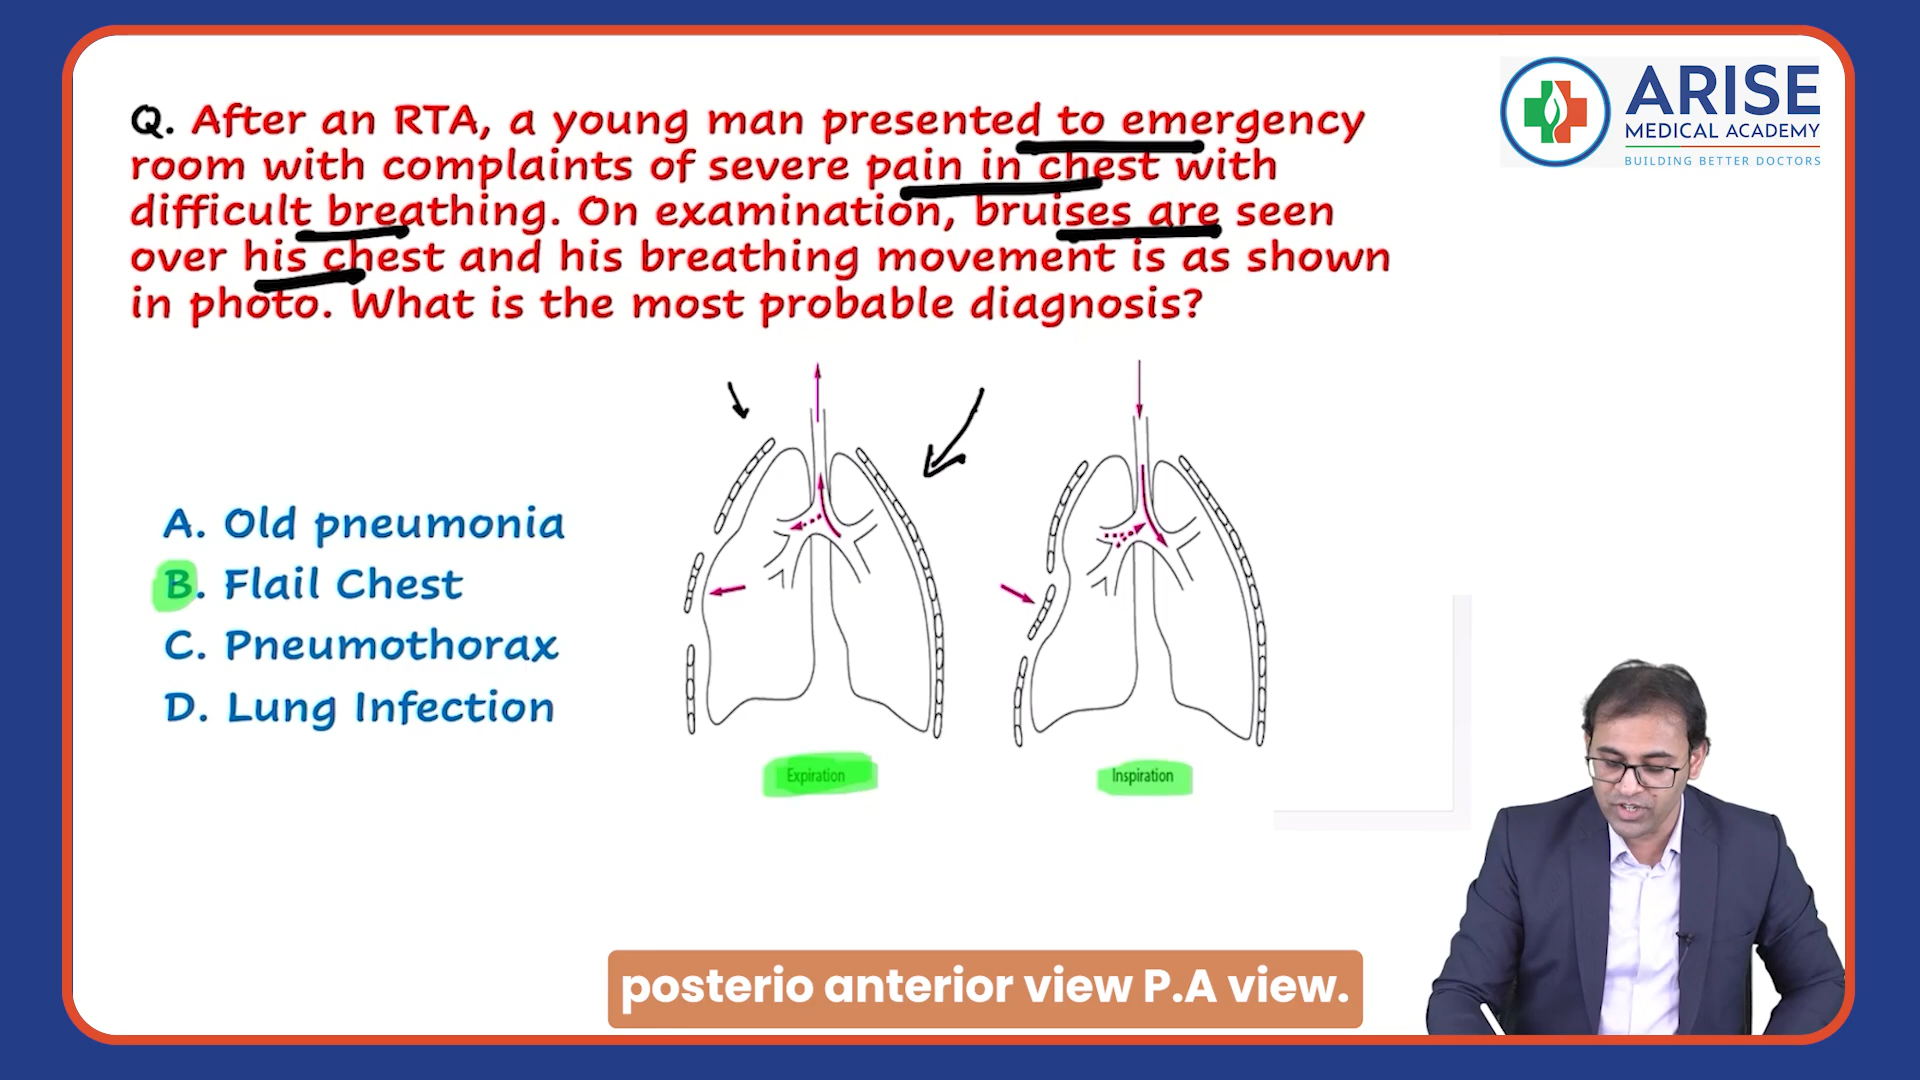 ARISE
MEDICAL ACADEMY
BUILDING BETTER DOCTORS
Q. After an RTA, a young man presented to emergency
room with complaints of severe pain in chest with
difficult breathing. On examination, bruises are seen
over his chest and his breathing movement is as shown
in photo. What is the most probable diagnosis?
A. Old pneumonia
B. Flail Chest
C. Pneumothorax
D. Lung Infection
Expiration
Inspiration
posterio anterior view P.A view.